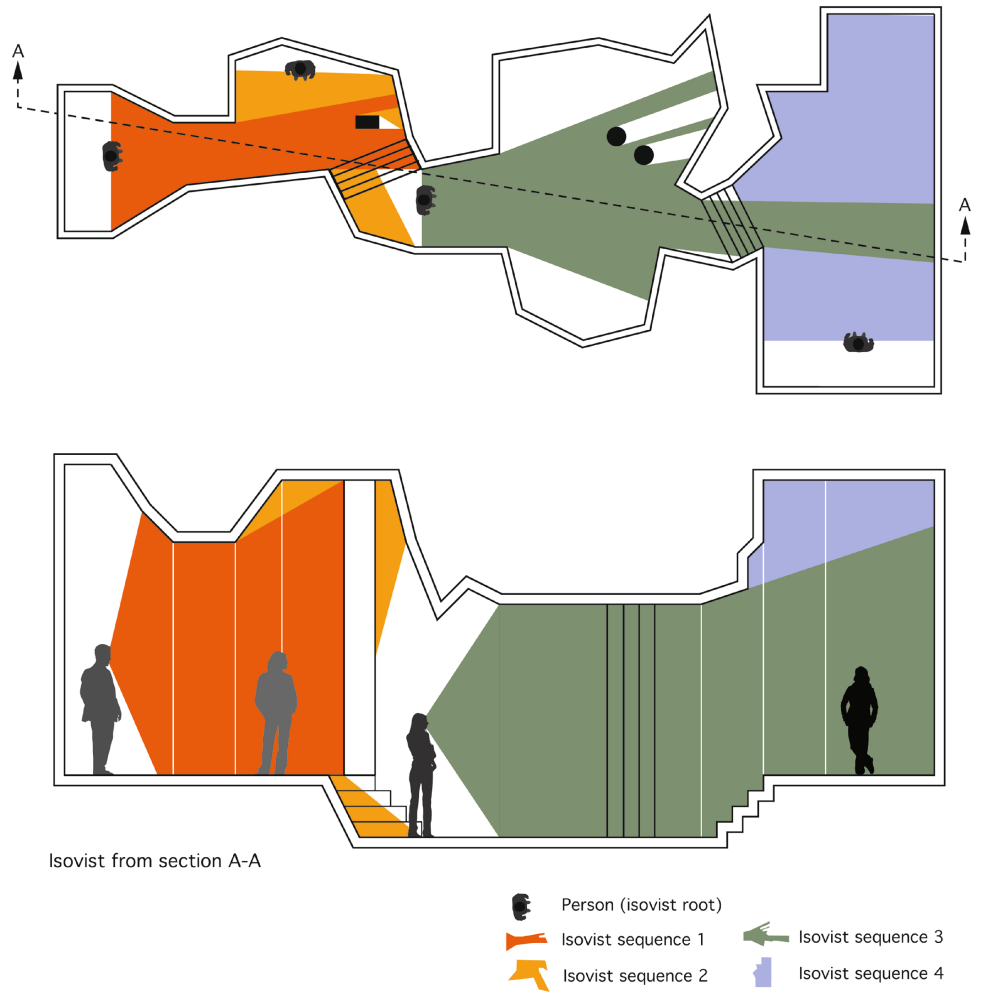 A
A
Isovist from section A-A
Person (isovist root)
Isovist sequence 1
Isovist sequence 2
Isovist sequence 3
Isovist sequence 4